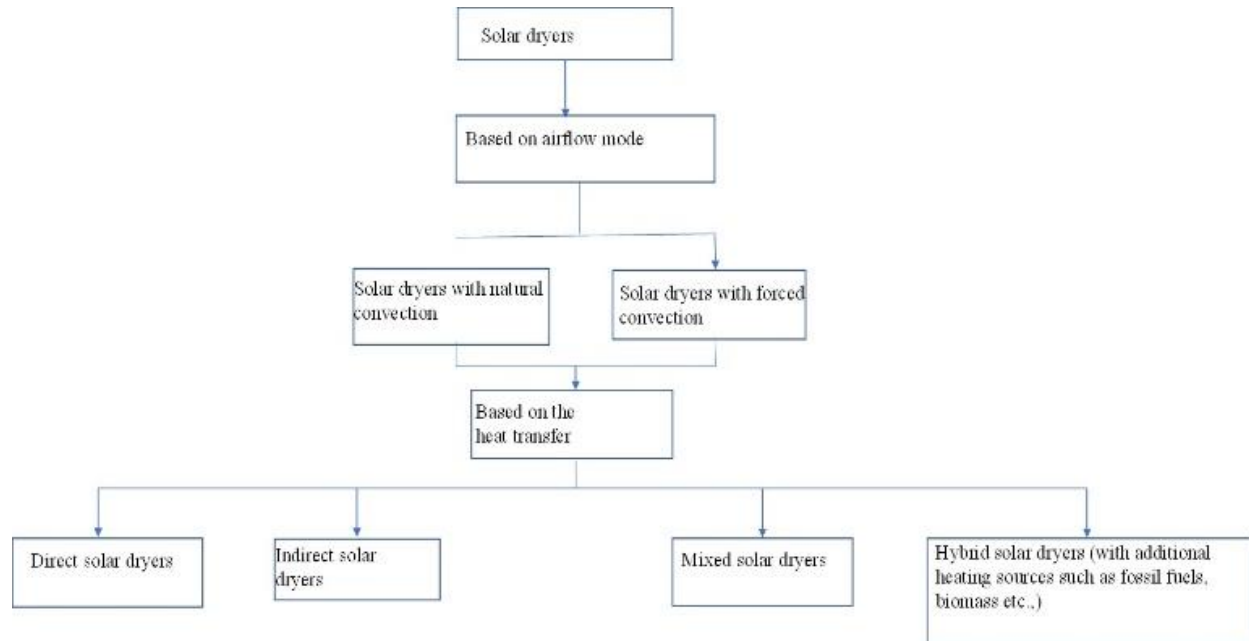 Solar dryers
Based on airflow mode
Solar dryers with natural
convection
Solar dryers with forced
convection
Based on the
heat transfer
Direct solar dryers
Indirect solar
dryers
Mixed solar dryers
Hybrid solar dryers (with additional
heating sources such as fossil fuels,
biomass etc.,)